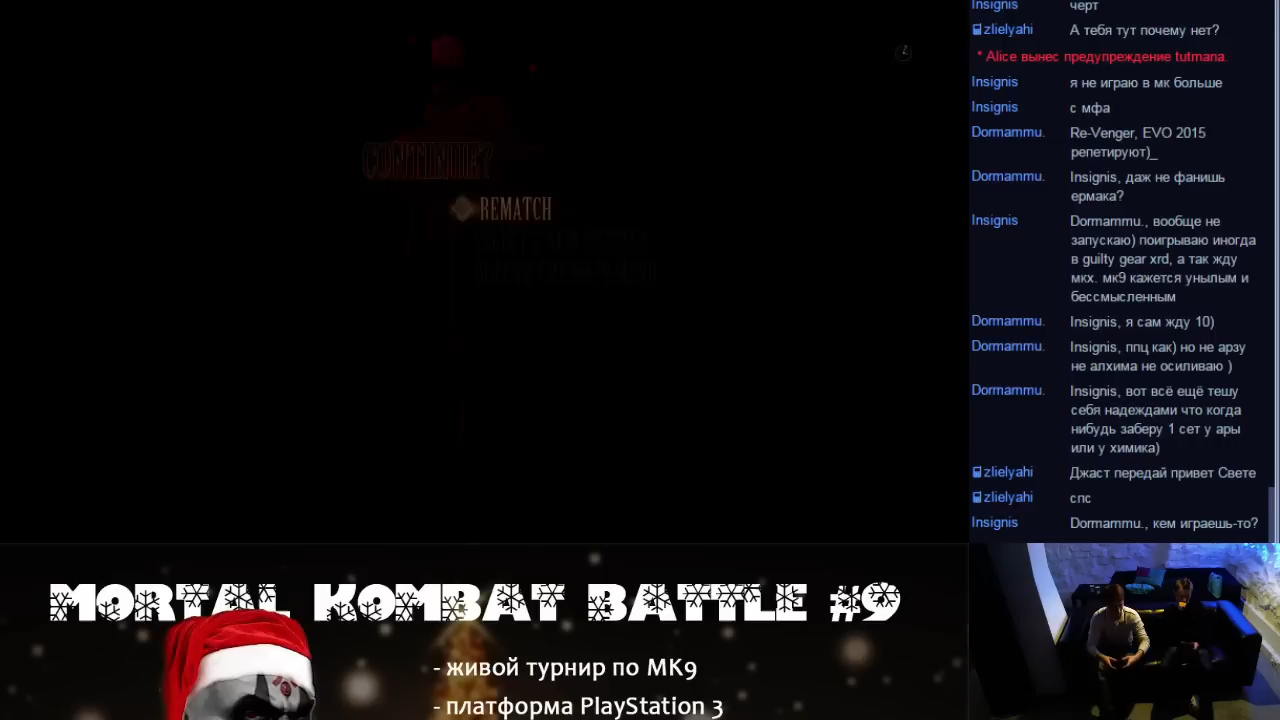 CONTINUE?
REMATCH
Insignis черт
zlielyahi А тебя тут почему нет?
* Alice вынес предупреждение tutmana.
Insignis я не играю в мк больше
Insignis с мфа
Dormammu. Re-Venger, EVO 2015
репетируют)_
Dormammu. Insignis, даж не фанишь
ермака?
Insignis Dormammu., вообще не
запускаю) поигрываю иногда
в guilty gear xrd, а так жду
мкх. мк9 кажется унылым и
бессмысленным
Dormammu. Insignis, я сам жду 10)
Dormammu. Insignis, ппц как) но не арзу
не алхима не осиливаю )
Dormammu. Insignis, вот всё ещё тешу
себя надеждами что когда
нибудь заберу 1 сет у ары
или у химика)
zlielyahi Джаст передай привет Свете
zlielyahi спс
Insignis Dormammu., кем играешь-то?
MORTAL KOMBAT BATTLE #9
- живой турнир по MK9
- платформа PlayStation 3